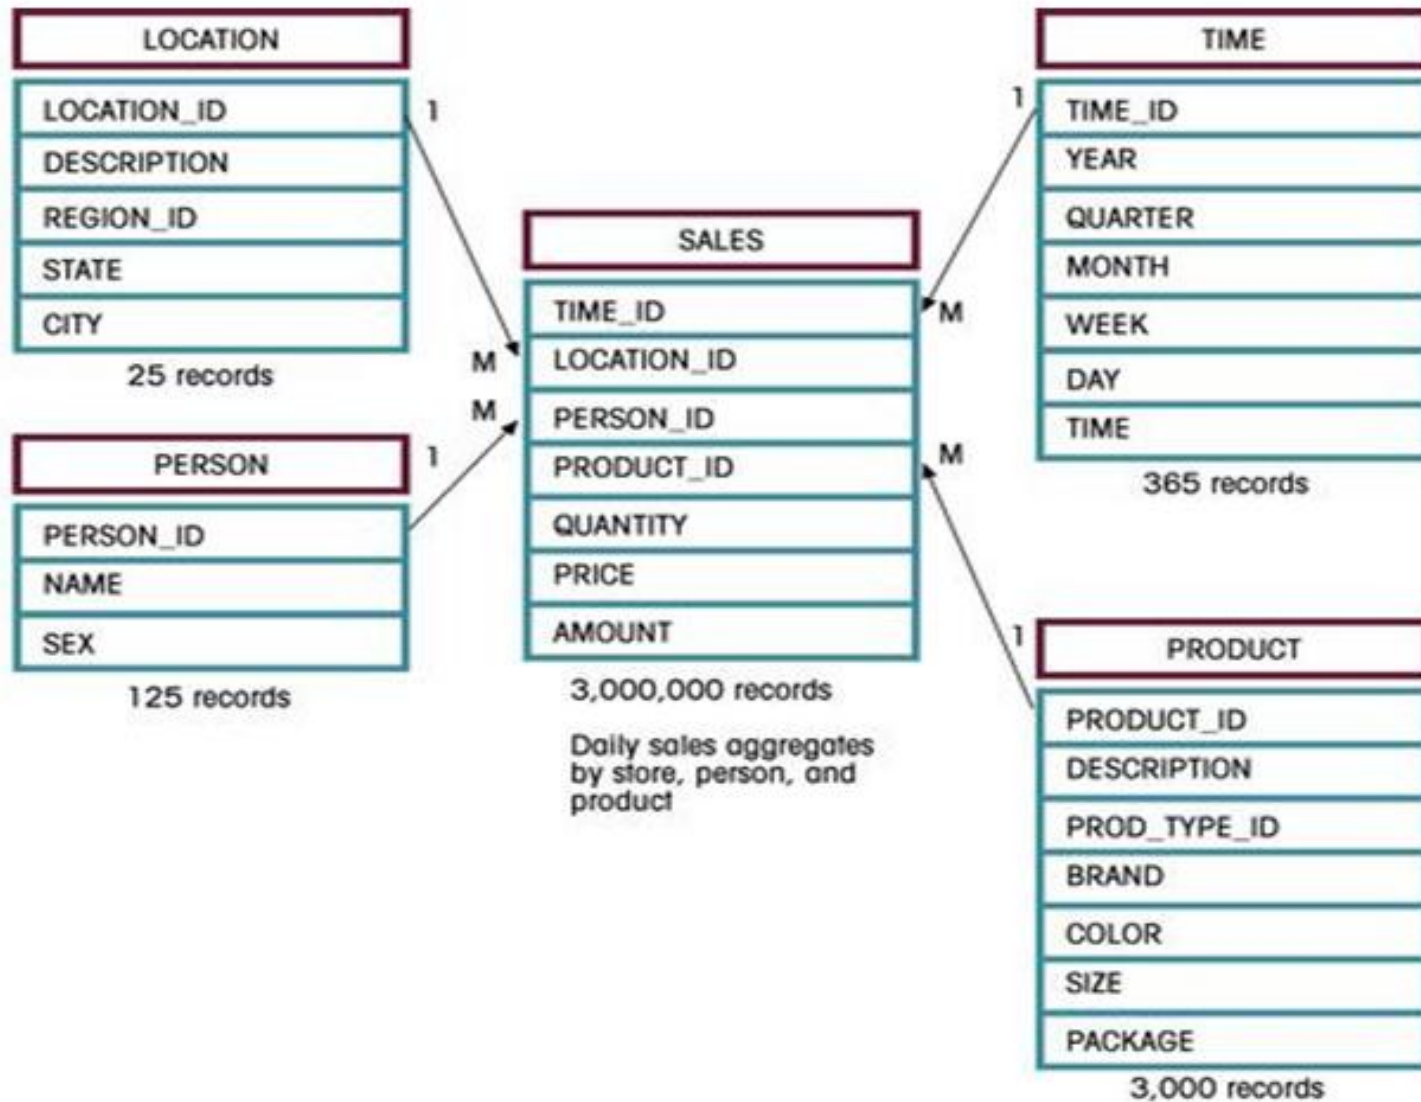 LOCATION
LOCATION_ID
1
DESCRIPTION
REGION_ID
STATE
CITY
25 records
M
PERSON
1
M
PERSON_ID
NAME
SEX
125 records
SALES
TIME_ID
LOCATION_ID
PERSON_ID
PRODUCT_ID
QUANTITY
PRICE
AMOUNT
3,000,000 records
Daily sales aggregates
by store, person, and
product
TIME
1
TIME_ID
YEAR
QUARTER
MONTH
M
WEEK
DAY
TIME
365 records
M
1
PRODUCT
PRODUCT_ID
DESCRIPTION
PROD_TYPE_ID
BRAND
COLOR
SIZE
PACKAGE
3,000 records